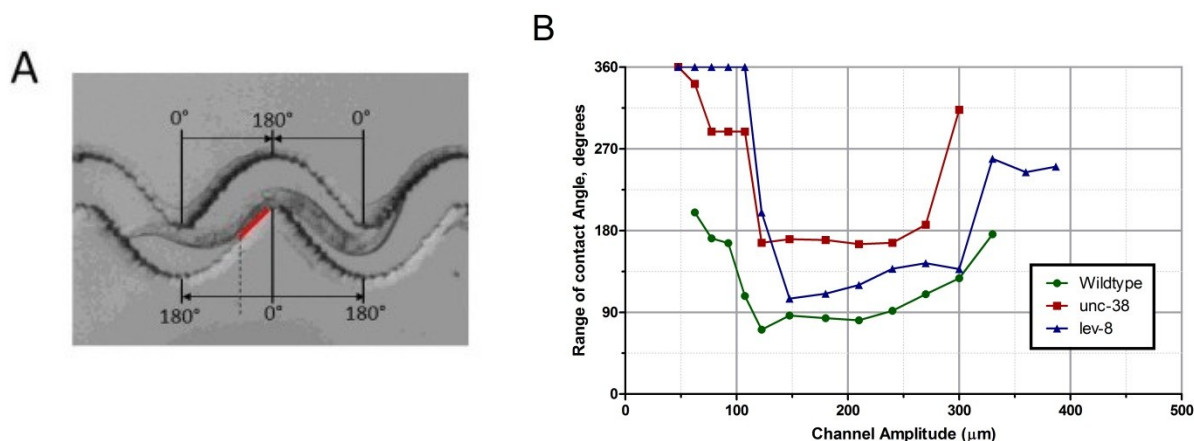 A
0°
180°
0°
180°
0°
180°
B
Range of contact Angle, degrees
360
270
180
90
0
0
100
200
300
400
500
Channel Amplitude (µm)
Wildtype
unc-38
lev-8